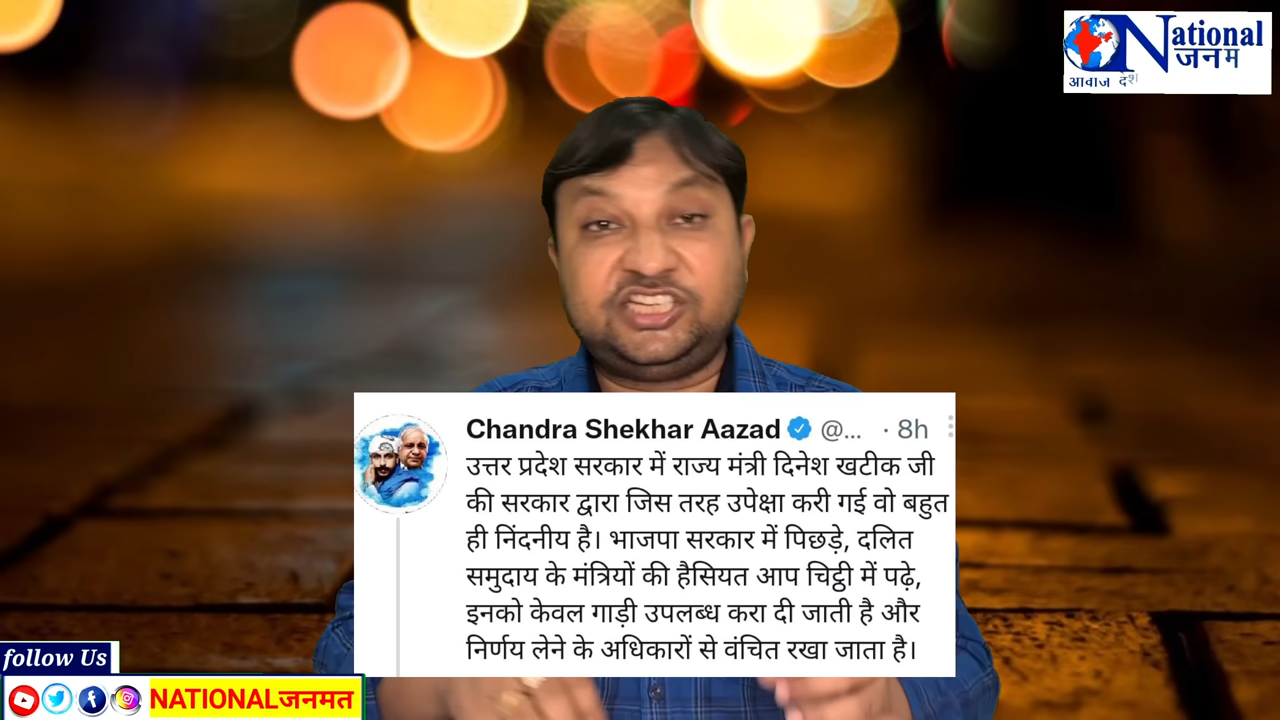 National
जनम
आवाज देश
Chandra Shekhar Aazad @... · 8h
उत्तर प्रदेश सरकार में राज्य मंत्री दिनेश खटीक जी
की सरकार द्वारा जिस तरह उपेक्षा करी गई वो बहुत
ही निंदनीय है। भाजपा सरकार में पिछड़े, दलित
समुदाय के मंत्रियों की हैसियत आप चिट्ठी में पढ़े,
इनको केवल गाड़ी उपलब्ध करा दी जाती है और
निर्णय लेने के अधिकारों से वंचित रखा जाता है।
follow Us
NATIONALजनमत